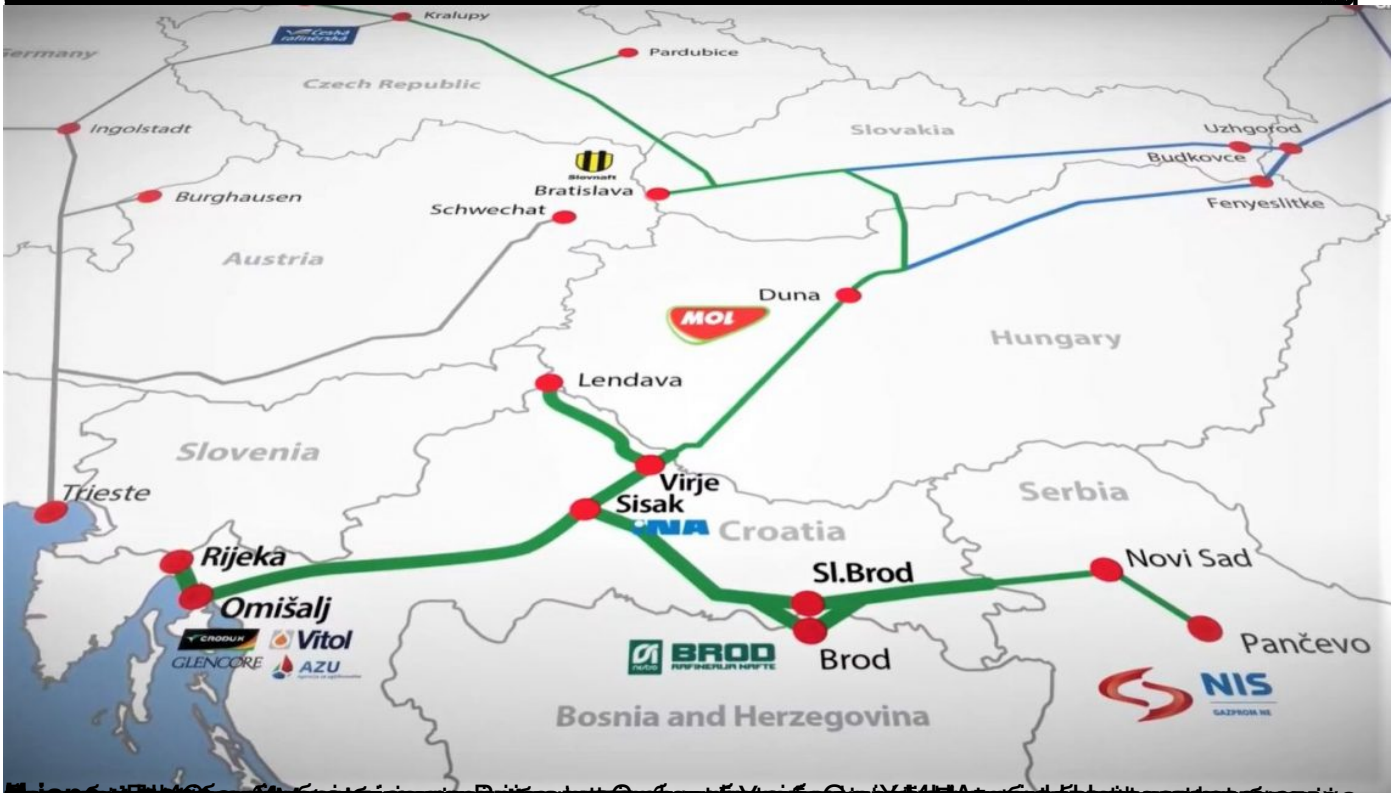 Kralupy
Česká
rafinérská
Pardubice
Germany
Czech Republic
Ingolstadt
Slovakia
Uzhgorod
Budkovce
Slovnaft
Bratislava
Burghausen
Schwechat
Fenyeslitke
Austria
Duna
MOL
Hungary
Lendava
Slovenia
Virje
Trieste
Sisak
Serbia
INA
Croatia
Rijeka
Novi Sad
Sl.Brod
Omišalj
CRODUX
Vitol
GLENCORE
AZU
BROD
RAFINERIJA NAFTE
Brod
Pančevo
NIS
GAZPROM NE
Bosnia and Herzegovina